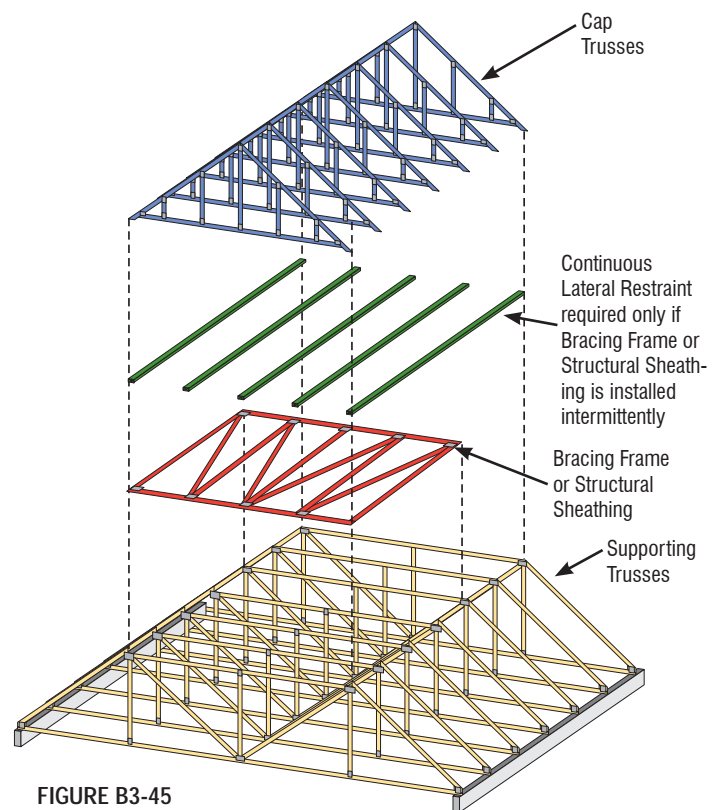 Cap
Trusses
Continuous
Lateral Restraint
required only if
Bracing Frame or
Structural Sheath-
ing is installed
intermittently
Bracing Frame
or Structural
Sheathing
Supporting
Trusses
FIGURE B3-45